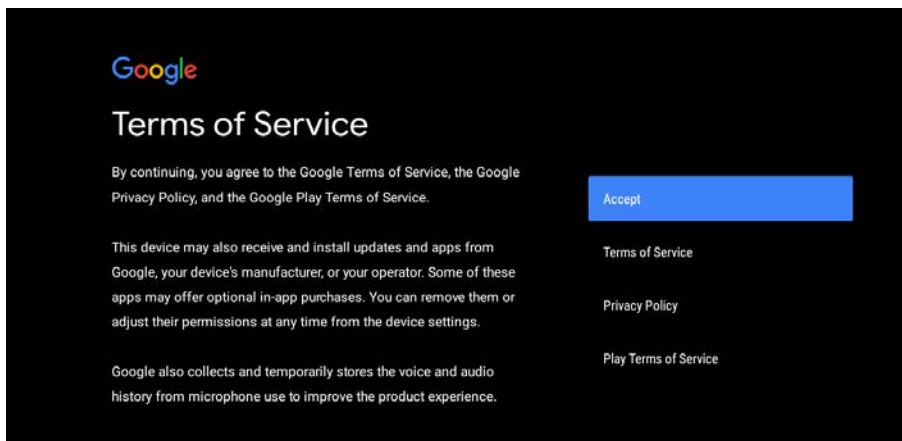 Google
Terms of Service
By continuing, you agree to the Google Terms of Service, the Google
Privacy Policy, and the Google Play Terms of Service.
This device may also receive and install updates and apps from
Google, your device's manufacturer, or your operator. Some of these
apps may offer optional in-app purchases. You can remove them or
adjust their permissions at any time from the device settings.
Google also collects and temporarily stores the voice and audio
history from microphone use to improve the product experience.
Accept
Terms of Service
Privacy Policy
Play Terms of Service